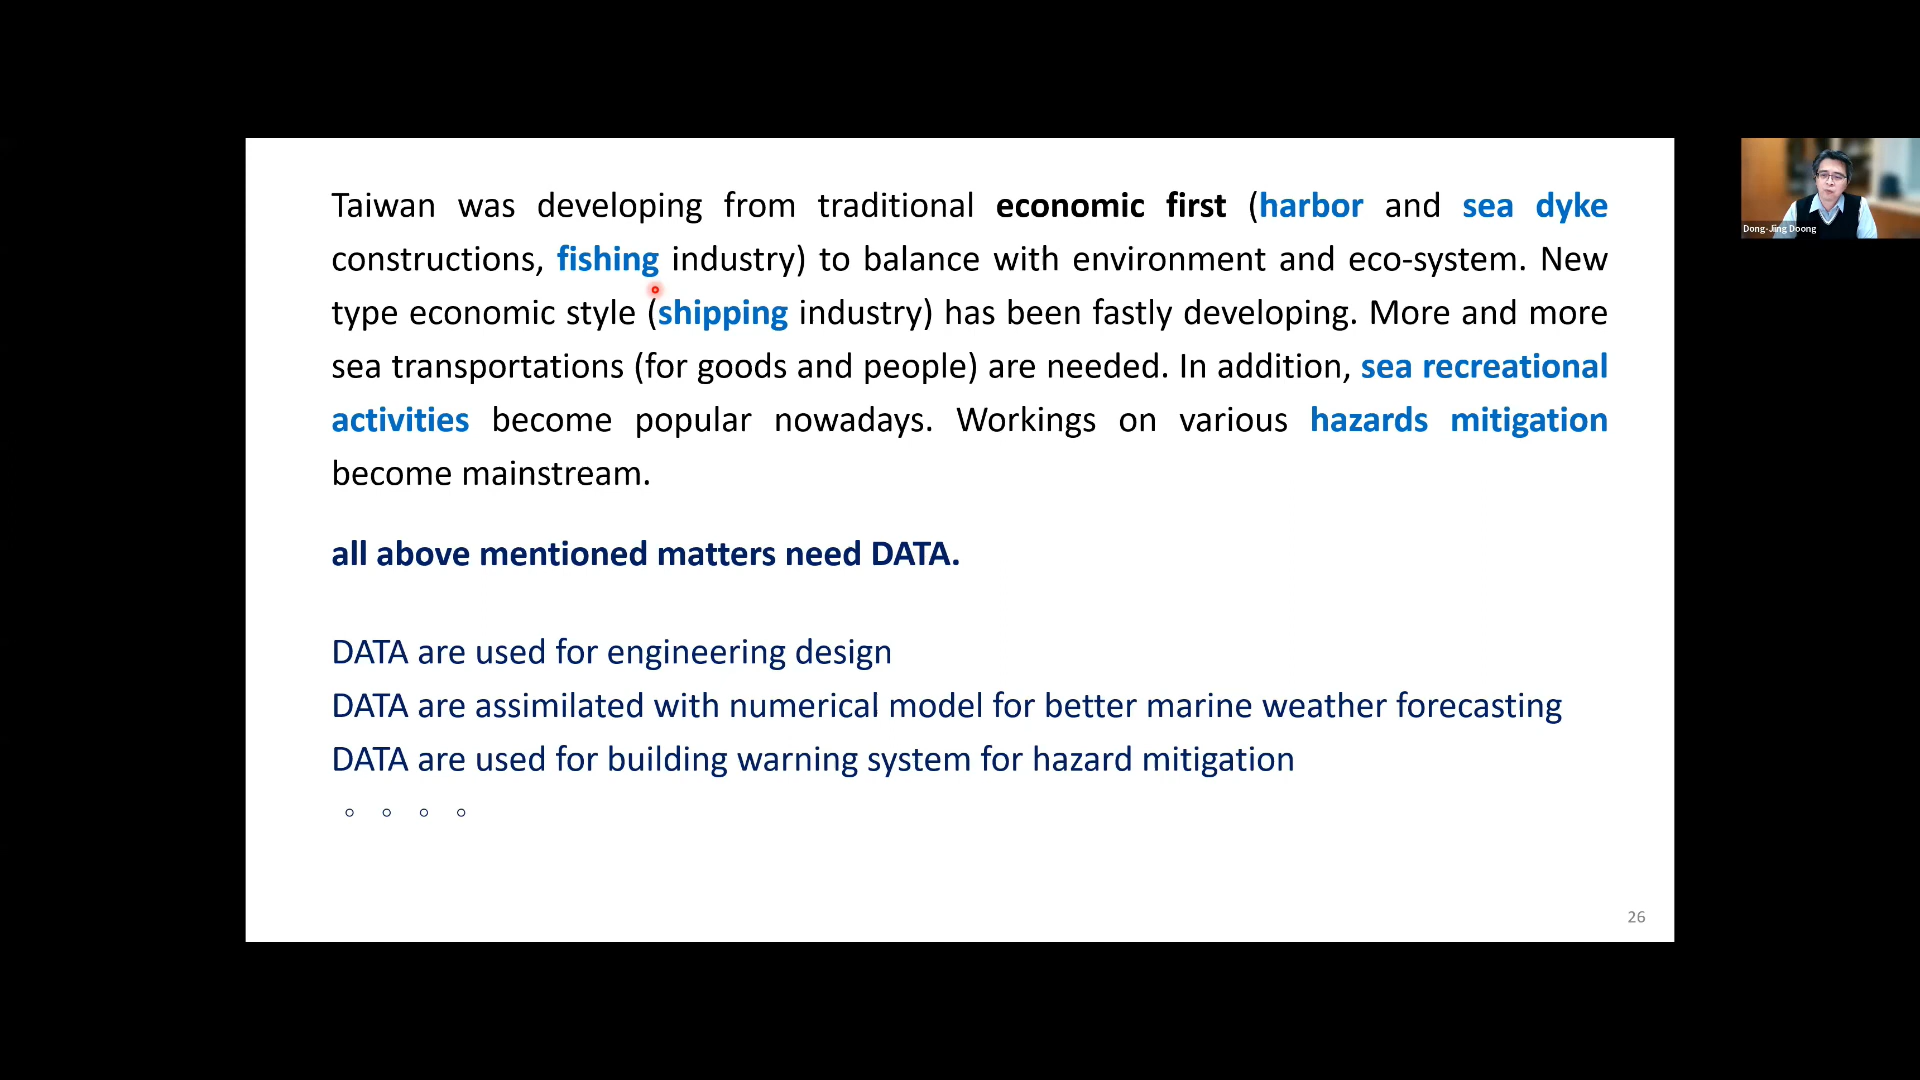 Taiwan was developing from traditional economic first (harbor and sea dyke
constructions, fishing industry) to balance with environment and eco-system. New
type economic style (shipping industry) has been fastly developing. More and more
sea transportations (for goods and people) are needed. In addition, sea recreational
activities become popular nowadays. Workings on various hazards mitigation
become mainstream.
all above mentioned matters need DATA.
DATA are used for engineering design
DATA are assimilated with numerical model for better marine weather forecasting
DATA are used for building warning system for hazard mitigation
。。。。
26
Dong-Jing Doong